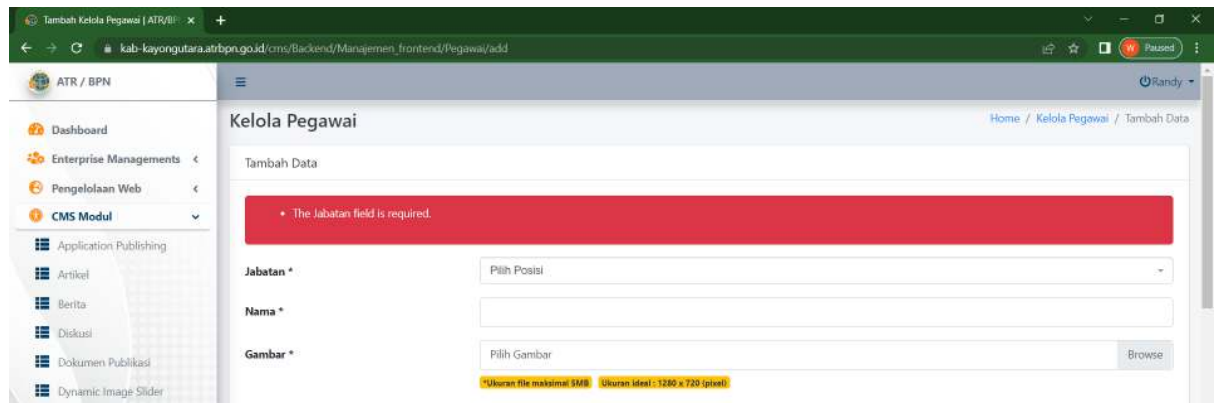 Tambah Kelola Pegawai | ATR/BP
kab-kayongutara.atrbpn.go.id/cms/Backend/Manajemen_frontend/Pegawai/add
W Paused
ATR / BPN
Randy
Kelola Pegawai
Home / Kelola Pegawai / Tambah Data
Dashboard
Enterprise Managements
Pengelolaan Web
CMS Modul
Application Publishing
Artikel
Berita
Diskusi
Dokumen Publikasi
Dynamic Image Slider
Tambah Data
• The Jabatan field is required.
Jabatan *
Pilih Posisi
Nama *
Gambar *
Pilih Gambar
Browse
*Ukuran file maksimal 5MB
Ukuran ideal : 1280 x 720 (pixel)